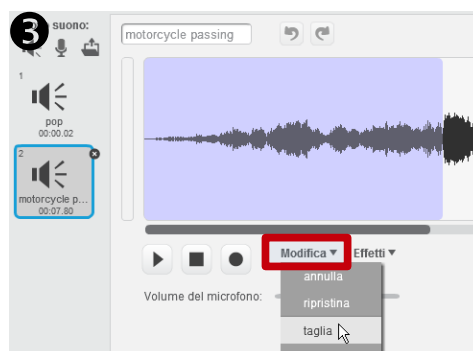 3
suono:
motorcycle passing
1
pop
00:00.02
2
motorcycle p...
00:07.80
Modifica
Effetti
annulla
ripristina
taglia
Volume del microfono: